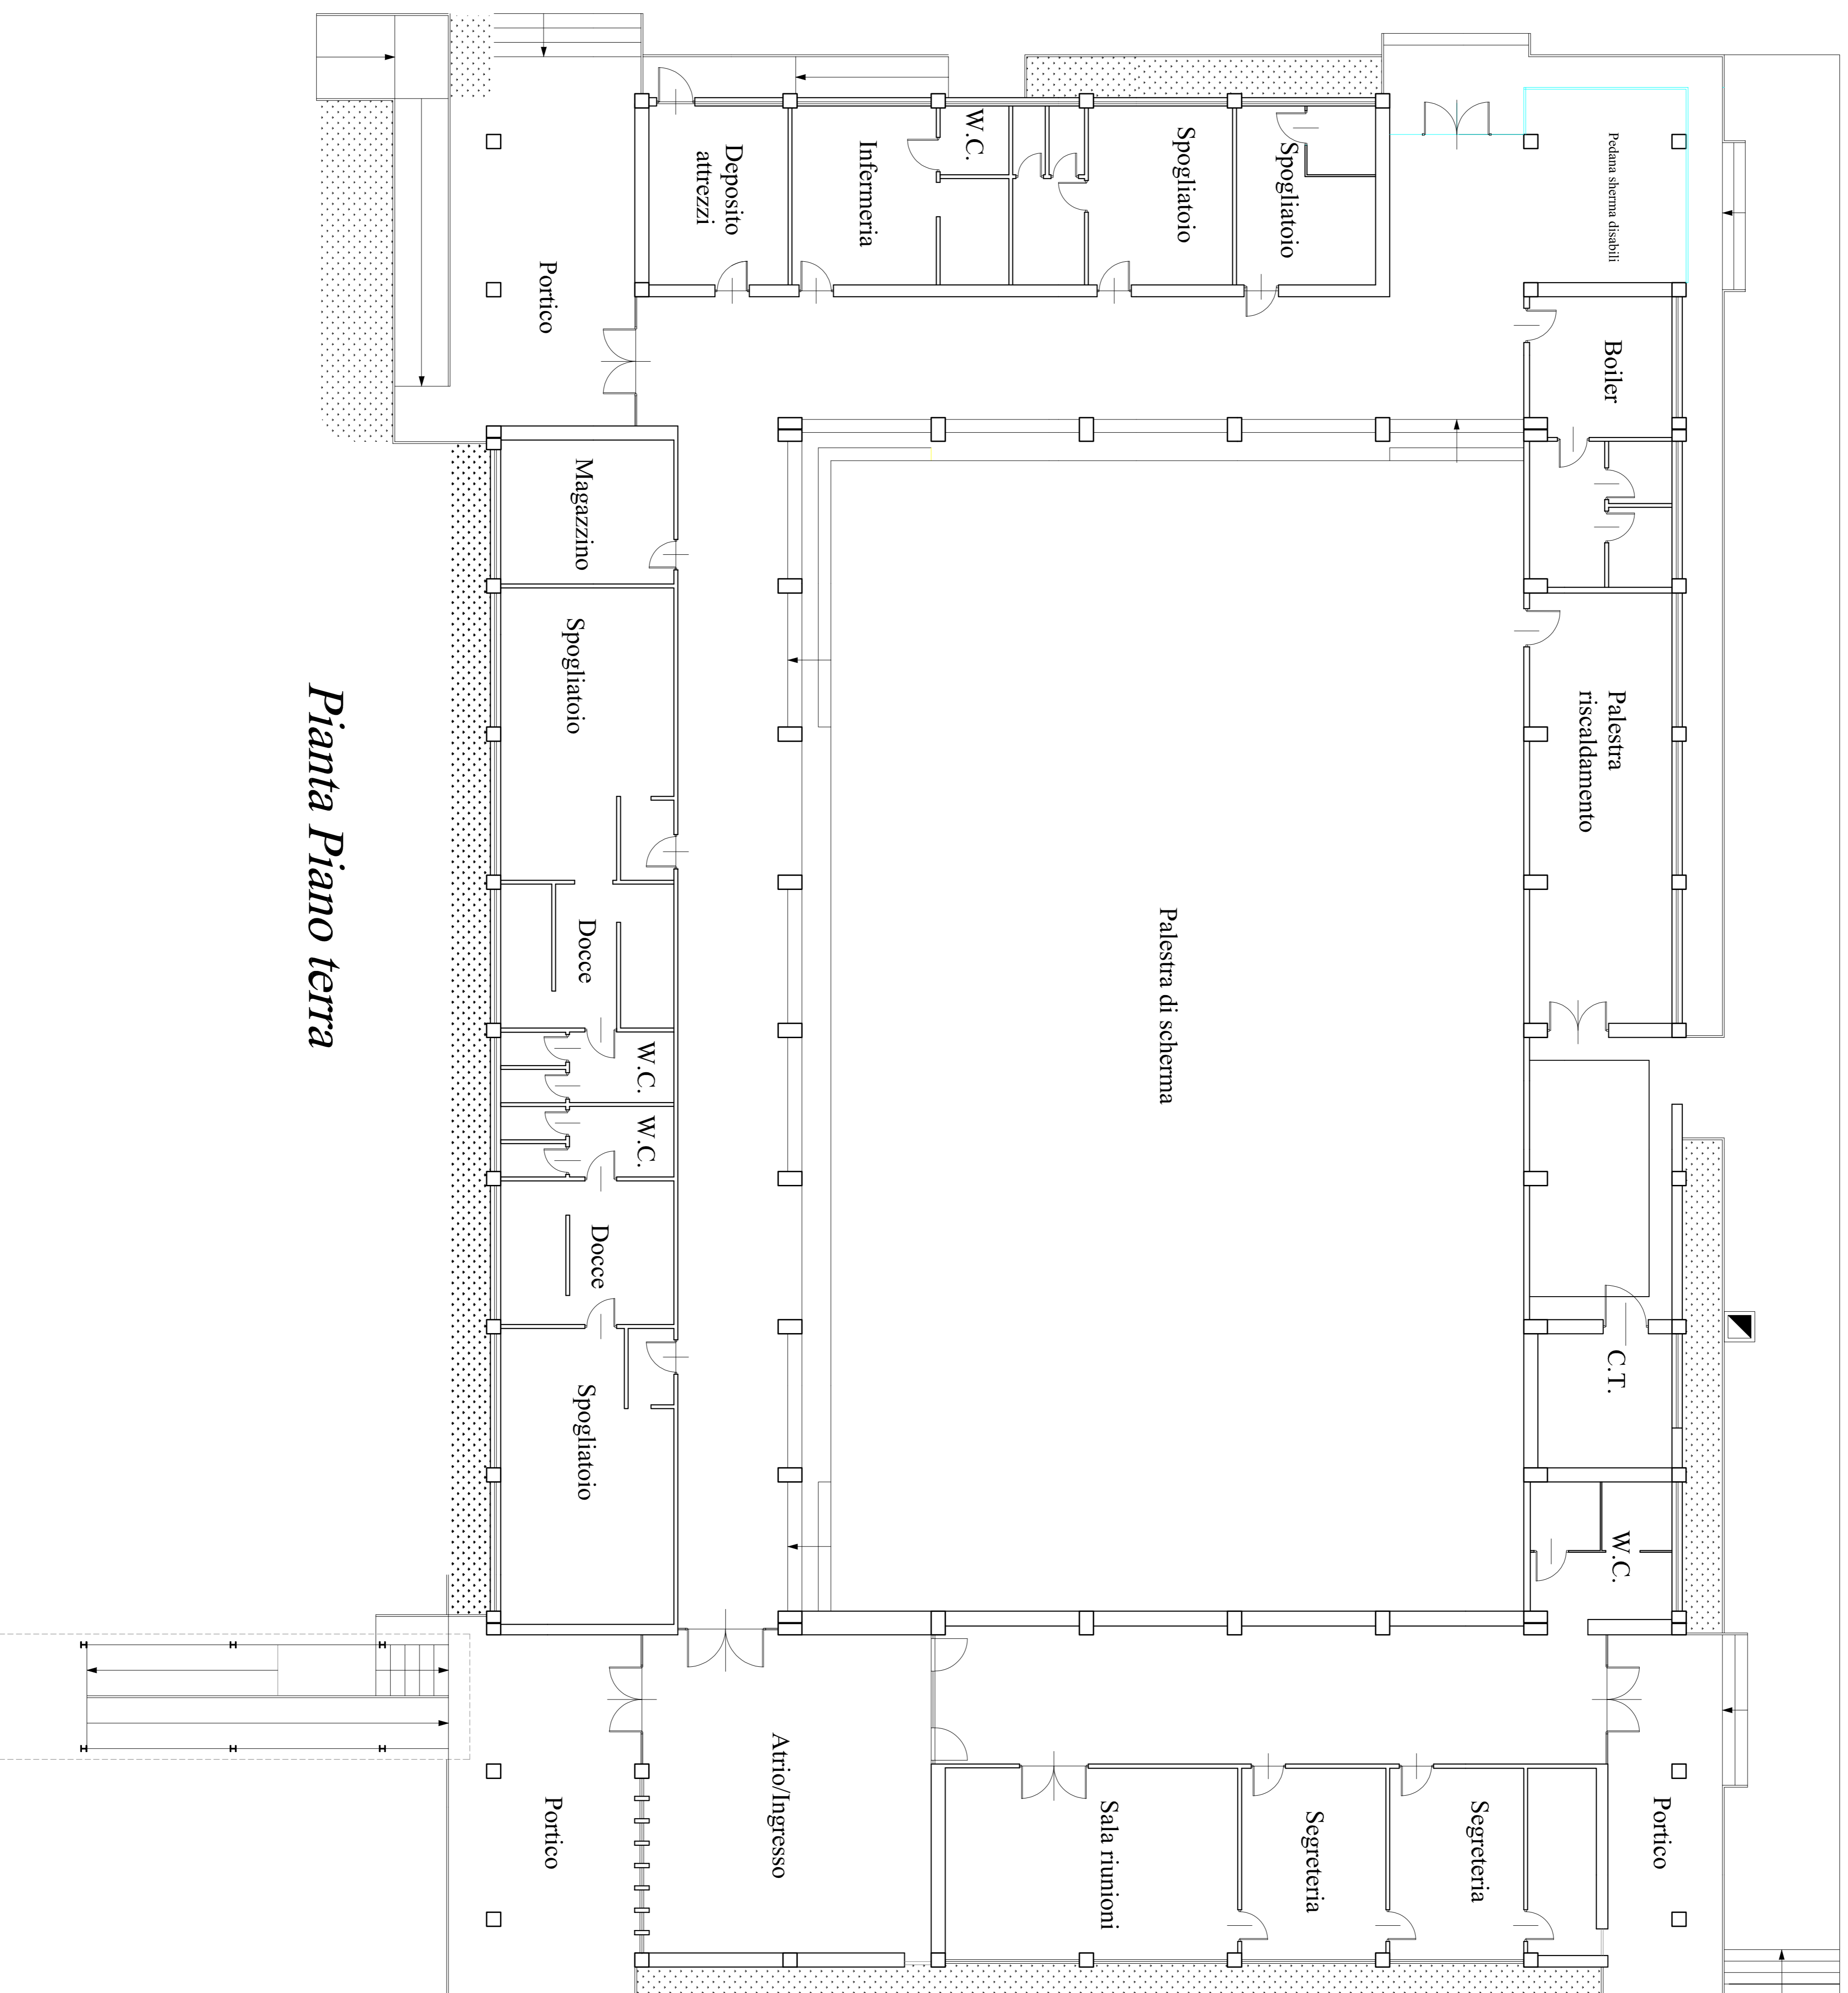 Pedana sherma disabili
Boiler
Palestra
riscaldamento
C.T.
W.C.
Portico
Spogliatoio
Spogliatoio
W.C.
Infermeria
Deposito
attrezzi
Palestra di scherma
Segreteria
Segreteria
Sala riunioni
Atrio/Ingresso
Portico
Magazzino
Spogliatoio
Docce
W.C.
W.C.
Docce
Spogliatoio
Portico
Pianta Piano terra